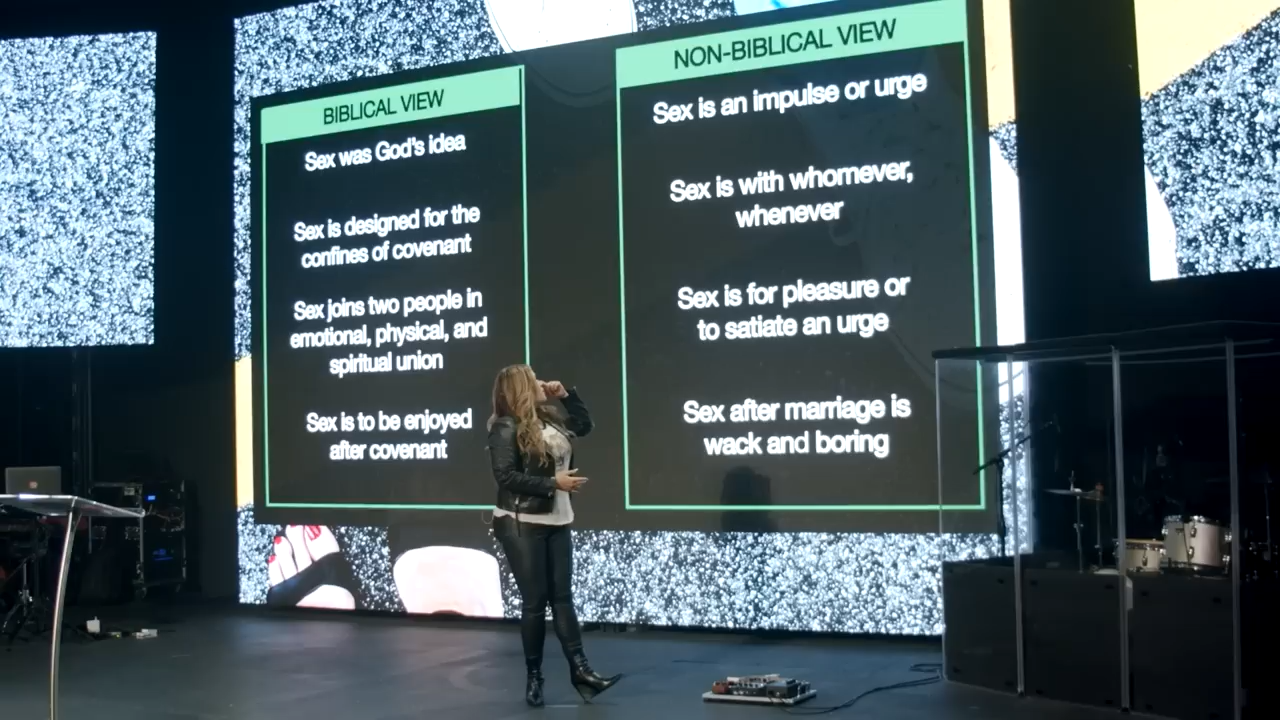 BIBLICAL VIEW
Sex was God's idea
Sex is designed for the
confines of covenant
Sex joins two people in
emotional, physical, and
spiritual union
Sex is to be enjoyed
after covenant
NON-BIBLICAL VIEW
Sex is an impulse or urge
Sex is with whomever,
whenever
Sex is for pleasure or
to satiate an urge
Sex after marriage is
wack and boring